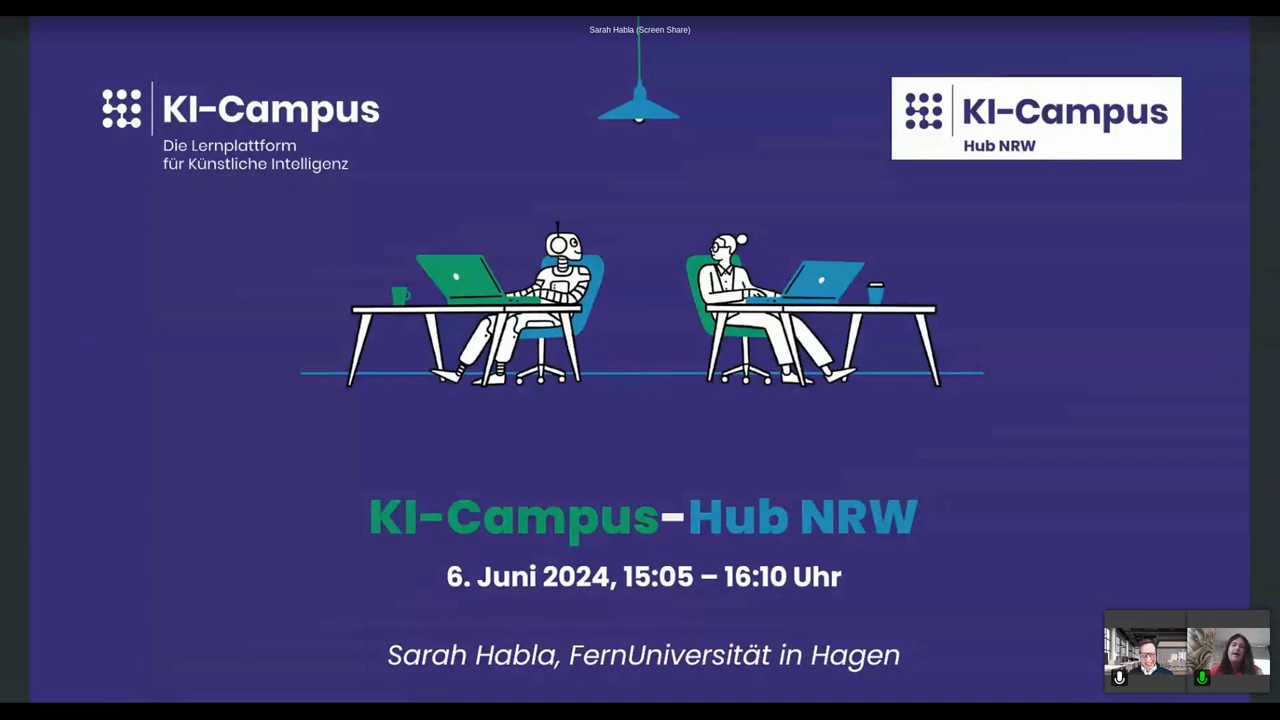 Sarah Habla (Screen Share)
KI-Campus
Die Lernplattform
für Künstliche Intelligenz
KI-Campus
Hub NRW
KI-Campus-Hub NRW
6. Juni 2024, 15:05 – 16:10 Uhr
Sarah Habla, FernUniversität in Hagen